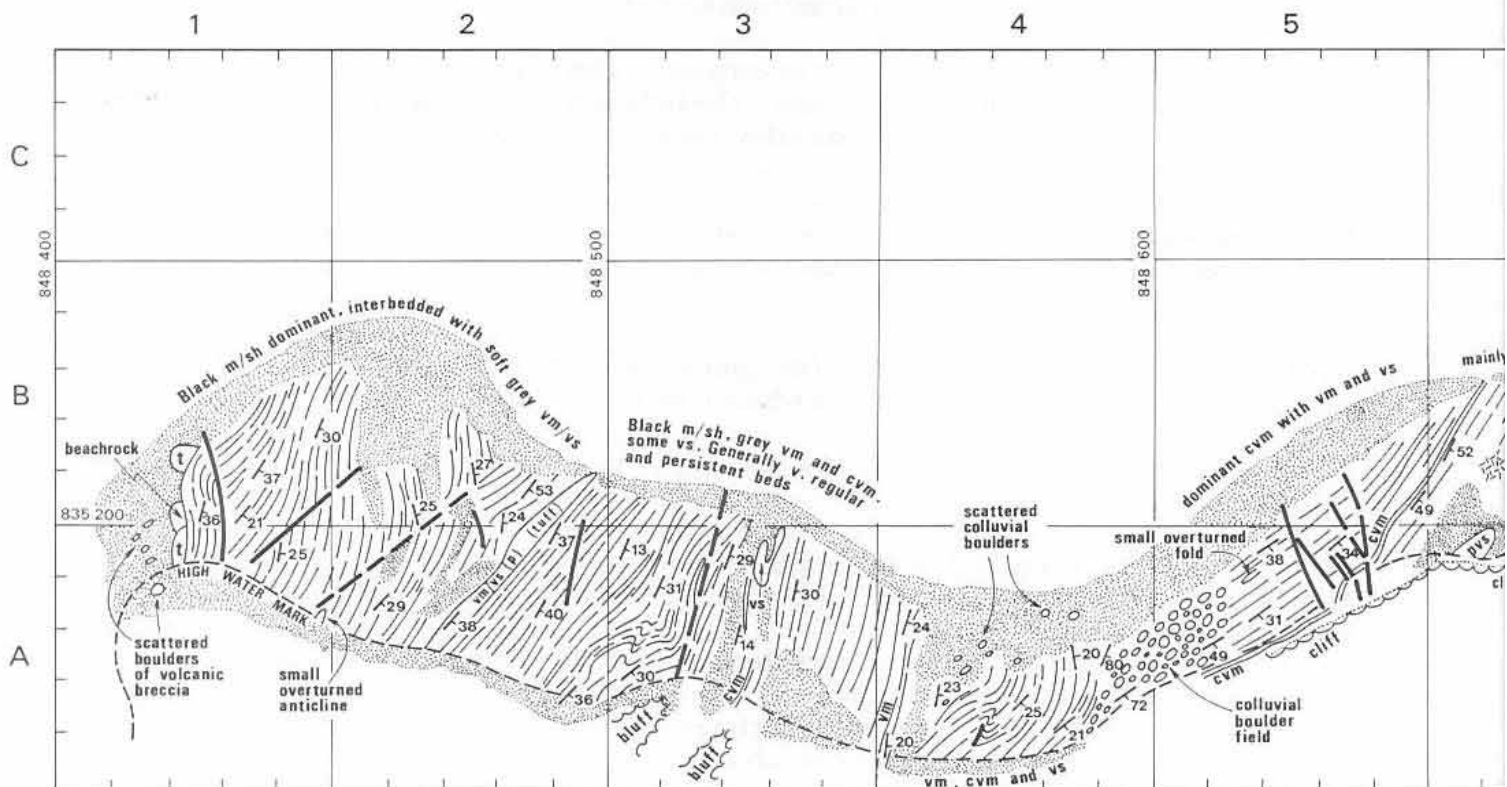 1 2 3 4 5
C
848 400
848 500
848 600
Black m/sh dominant, interbedded with soft grey vm/vs
B
beachrock
t
30
37
36
21
25
t
835 200
HIGH WATER MARK
27
53
25
24
(tuff)
37
vm/vs (p)
29
38
40
Black m/sh, grey vm and cvm,
some vs. Generally v. regular
and persistent beds
13
29
31
30
vs
14
30
36
cvm
24
vm
20
scattered
colluvial
boulders
dominant cvm with vm and vs
mainly
52
49
cvm
pvs
cl
small overturned
fold
38
34
31
49
cvm
cliff
20
80
23
25
21
72
A
scattered
boulders
of volcanic
breccia
small
overturned
anticline
bluff
bluff
vm, cvm and vs
colluvial
boulder
field